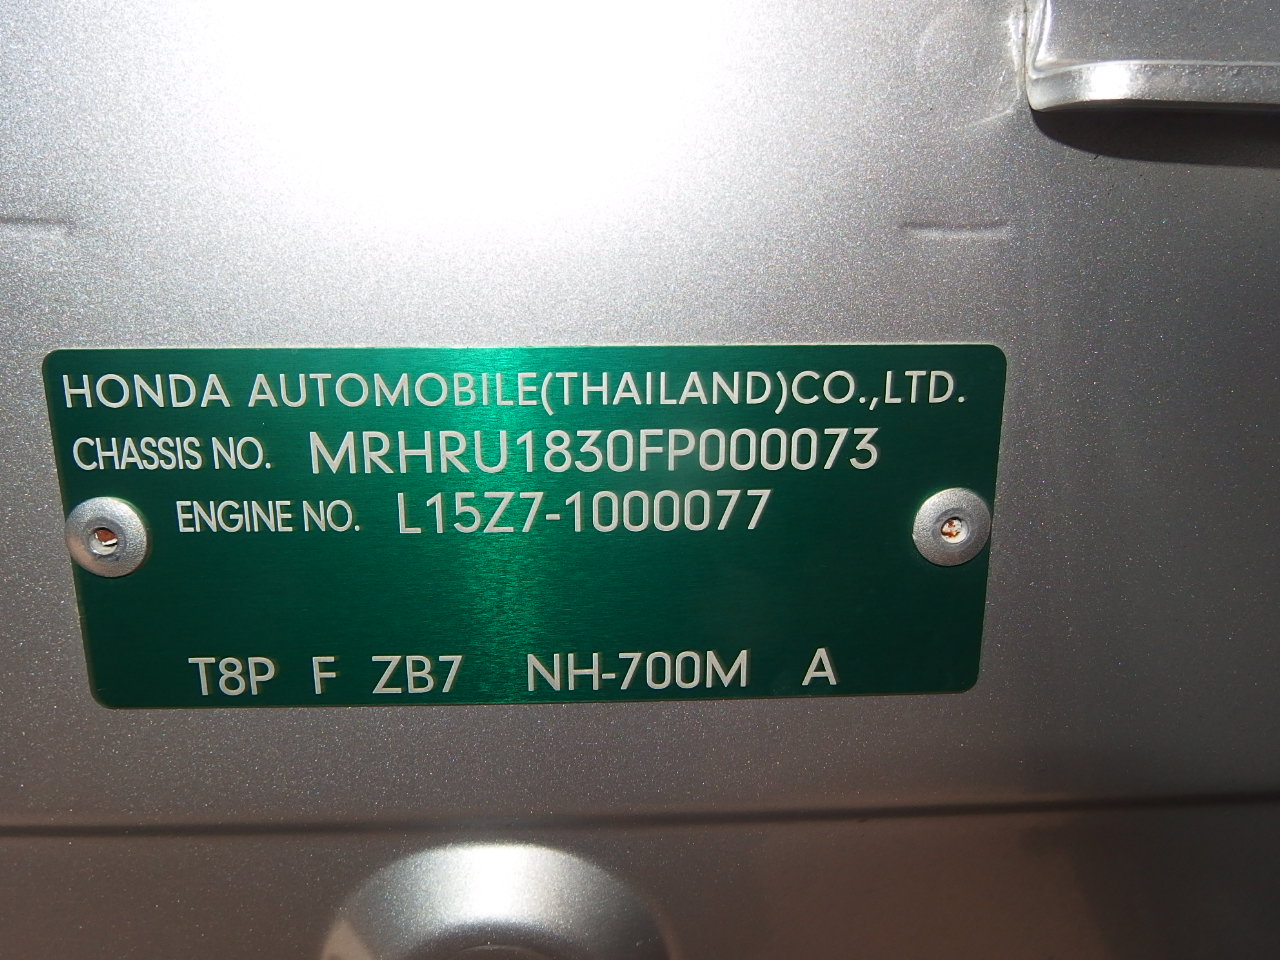 HONDA AUTOMOBILE(THAILAND)CO.,LTD.
CHASSIS NO. MRHRU1830FP000073
ENGINE NO. L15Z7-1000077
T8P F ZB7 NH-700M A